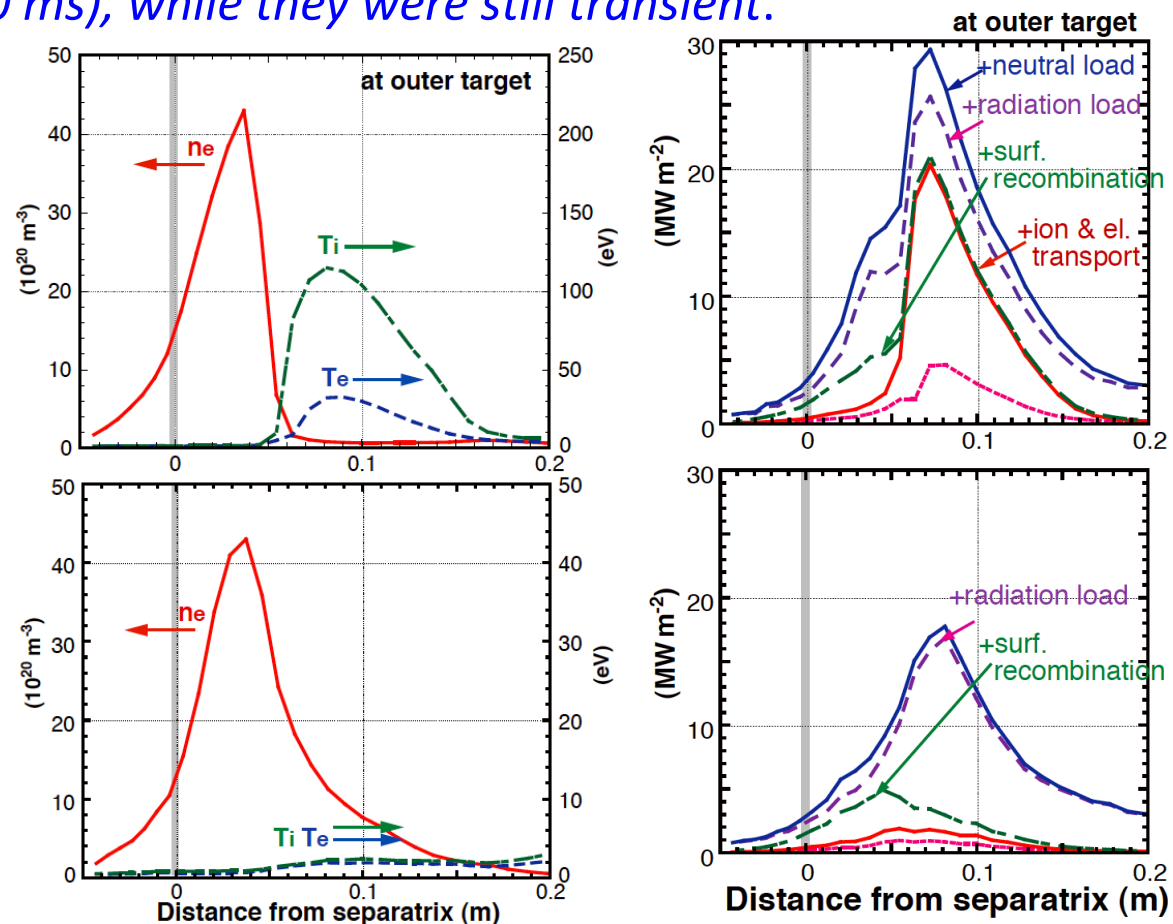 0 ms), while they were still transient.
at outer target
50
40
30
20
10
0
(10²⁰ m⁻³)
250
200
150
100
50
0
(eV)
at outer target
ne
Ti
Te
0
0.1
0.2
30
20
10
0
(MW m⁻²)
+neutral load
+radiation load
+surf.
recombination
+ion & el.
transport
0
0.1
0.2
50
40
30
20
10
0
(10²⁰ m⁻³)
50
40
30
20
10
0
(eV)
ne
Ti Te
0
0.1
0.2
Distance from separatrix (m)
30
20
10
0
(MW m⁻²)
+radiation load
+surf.
recombination
0
0.1
0.2
Distance from separatrix (m)